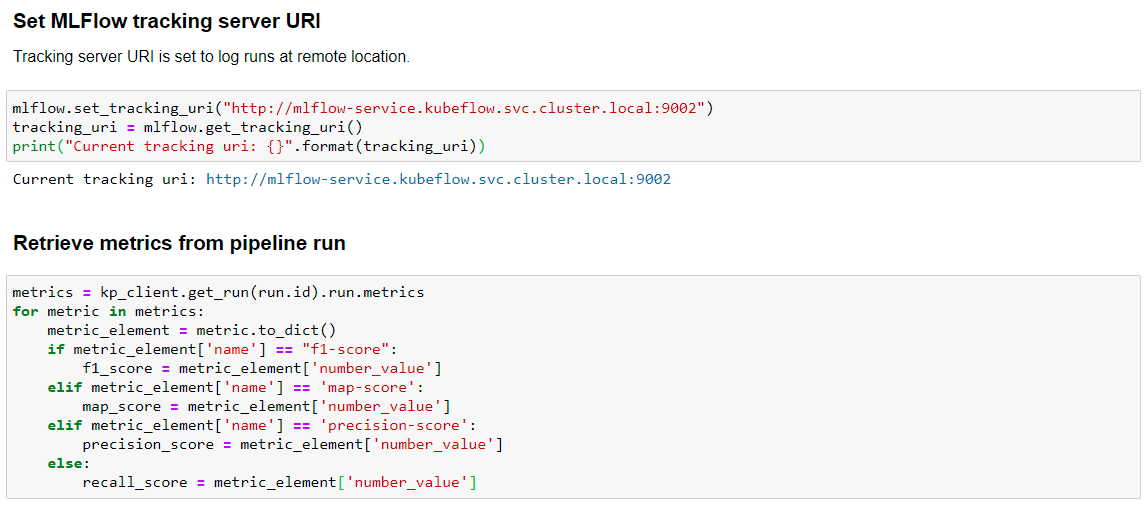 Set MLFlow tracking server URI
Tracking server URI is set to log runs at remote location.
mlflow.set_tracking_uri("http://mlflow-service.kubeflow.svc.cluster.local:9002")
tracking_uri = mlflow.get_tracking_uri()
print("Current tracking uri: {}".format(tracking_uri))
Current tracking uri: http://mlflow-service.kubeflow.svc.cluster.local:9002
Retrieve metrics from pipeline run
metrics = kp_client.get_run(run.id).run.metrics
for metric in metrics:
    metric_element = metric.to_dict()
    if metric_element['name'] == "f1-score":
        f1_score = metric_element['number_value']
    elif metric_element['name'] == 'map-score':
        map_score = metric_element['number_value']
    elif metric_element['name'] == 'precision-score':
        precision_score = metric_element['number_value']
    else:
        recall_score = metric_element['number_value']